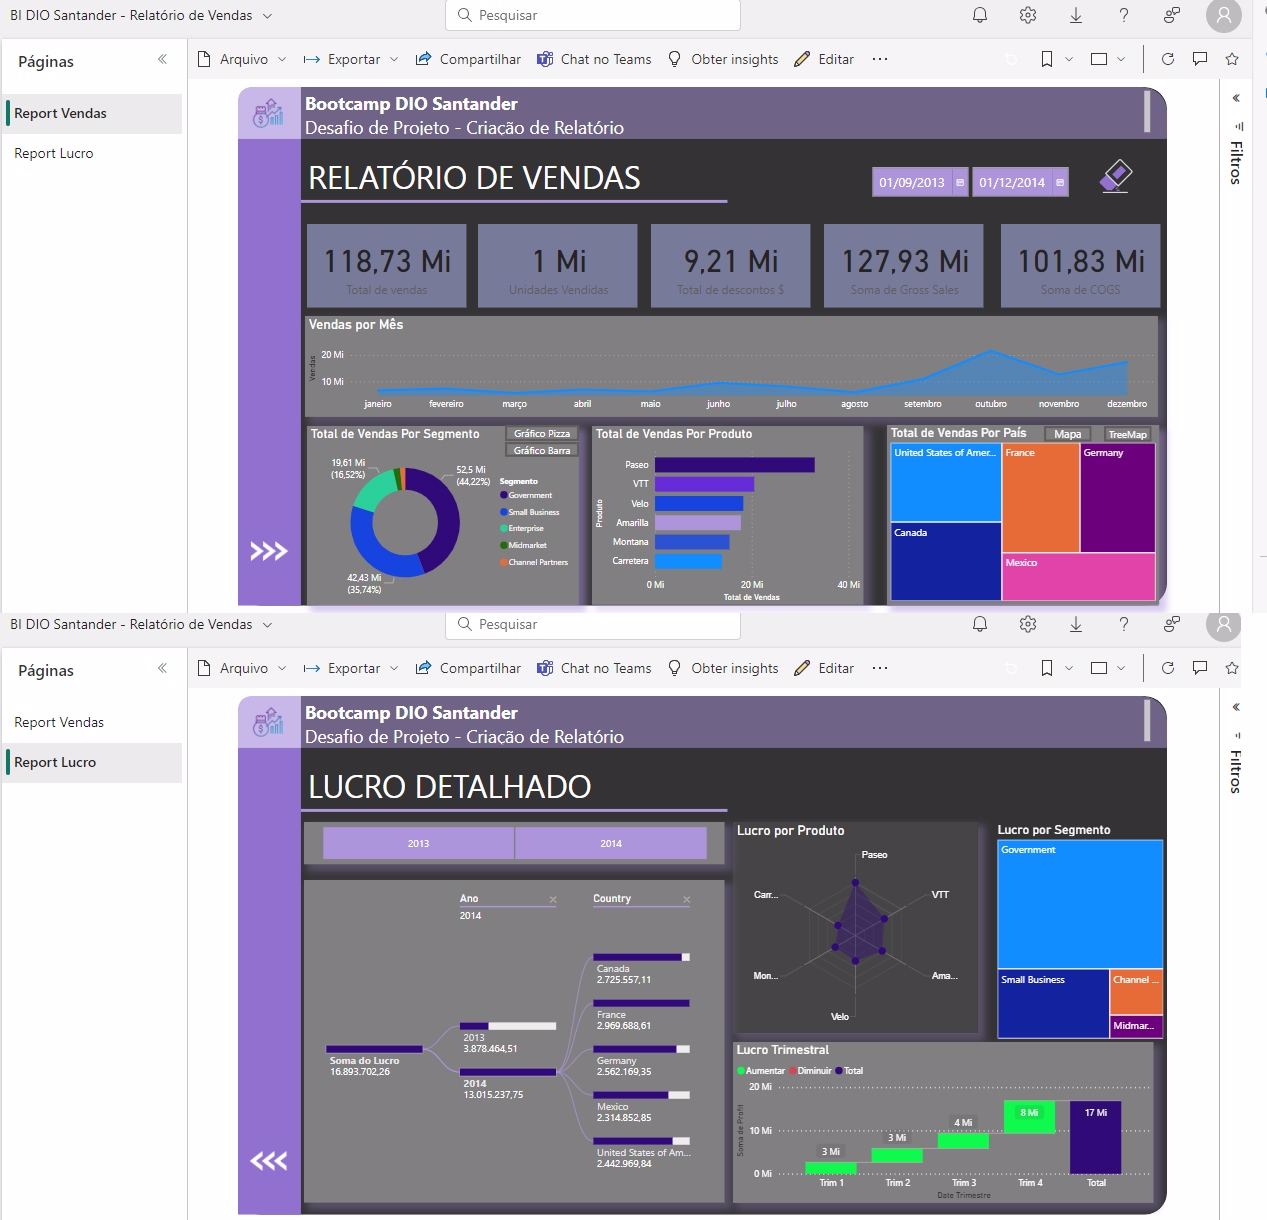 BI DIO Santander - Relatório de Vendas
Pesquisar
Páginas
Arquivo Exportar Compartilhar Chat no Teams Obter insights Editar ...
Report Vendas
Report Lucro
Filtros
Bootcamp DIO Santander
Desafio de Projeto - Criação de Relatório
RELATÓRIO DE VENDAS
01/09/2013 01/12/2014
118,73 Mi
Total de vendas
1 Mi
Unidades Vendidas
9,21 Mi
Total de descontos $
127,93 Mi
Soma de Gross Sales
101,83 Mi
Soma de COGS
Vendas por Mês
Vendas
20 Mi
10 Mi
janeiro fevereiro março abril maio junho julho agosto setembro outubro novembro dezembro
Total de Vendas Por Segmento
Gráfico Pizza
Gráfico Barra
19,61 Mi
(16,52%)
52,5 Mi
(44,22%)
42,43 Mi
(35,74%)
Segmento
Government
Small Business
Enterprise
Midmarket
Channel Partners
Total de Vendas Por Produto
Produto
Paseo
VTT
Velo
Amarilla
Montana
Carretera
0 Mi 20 Mi 40 Mi
Total de Vendas
Total de Vendas Por País
Mapa
TreeMap
United States of Amer...
France
Germany
Canada
Mexico
BI DIO Santander - Relatório de Vendas
Pesquisar
Páginas
Arquivo Exportar Compartilhar Chat no Teams Obter insights Editar ...
Report Vendas
Report Lucro
Filtros
Bootcamp DIO Santander
Desafio de Projeto - Criação de Relatório
LUCRO DETALHADO
2013 2014
Ano
2014
Country
Soma do Lucro
16.893.702,26
2013
3.878.464,51
2014
13.015.237,75
Canada
2.725.557,11
France
2.969.688,61
Germany
2.562.169,35
Mexico
2.314.852,85
United States of Am...
2.442.969,84
Lucro por Produto
Paseo
VTT
Ama...
Velo
Mon...
Carr...
Lucro por Segmento
Government
Small Business
Channel ...
Midmar...
Lucro Trimestral
Aumentar Diminuir Total
Soma de Profit
20 Mi
10 Mi
0 Mi
3 Mi
3 Mi
4 Mi
8 Mi
17 Mi
Trim 1 Trim 2 Trim 3 Trim 4 Total
Date Trimestre